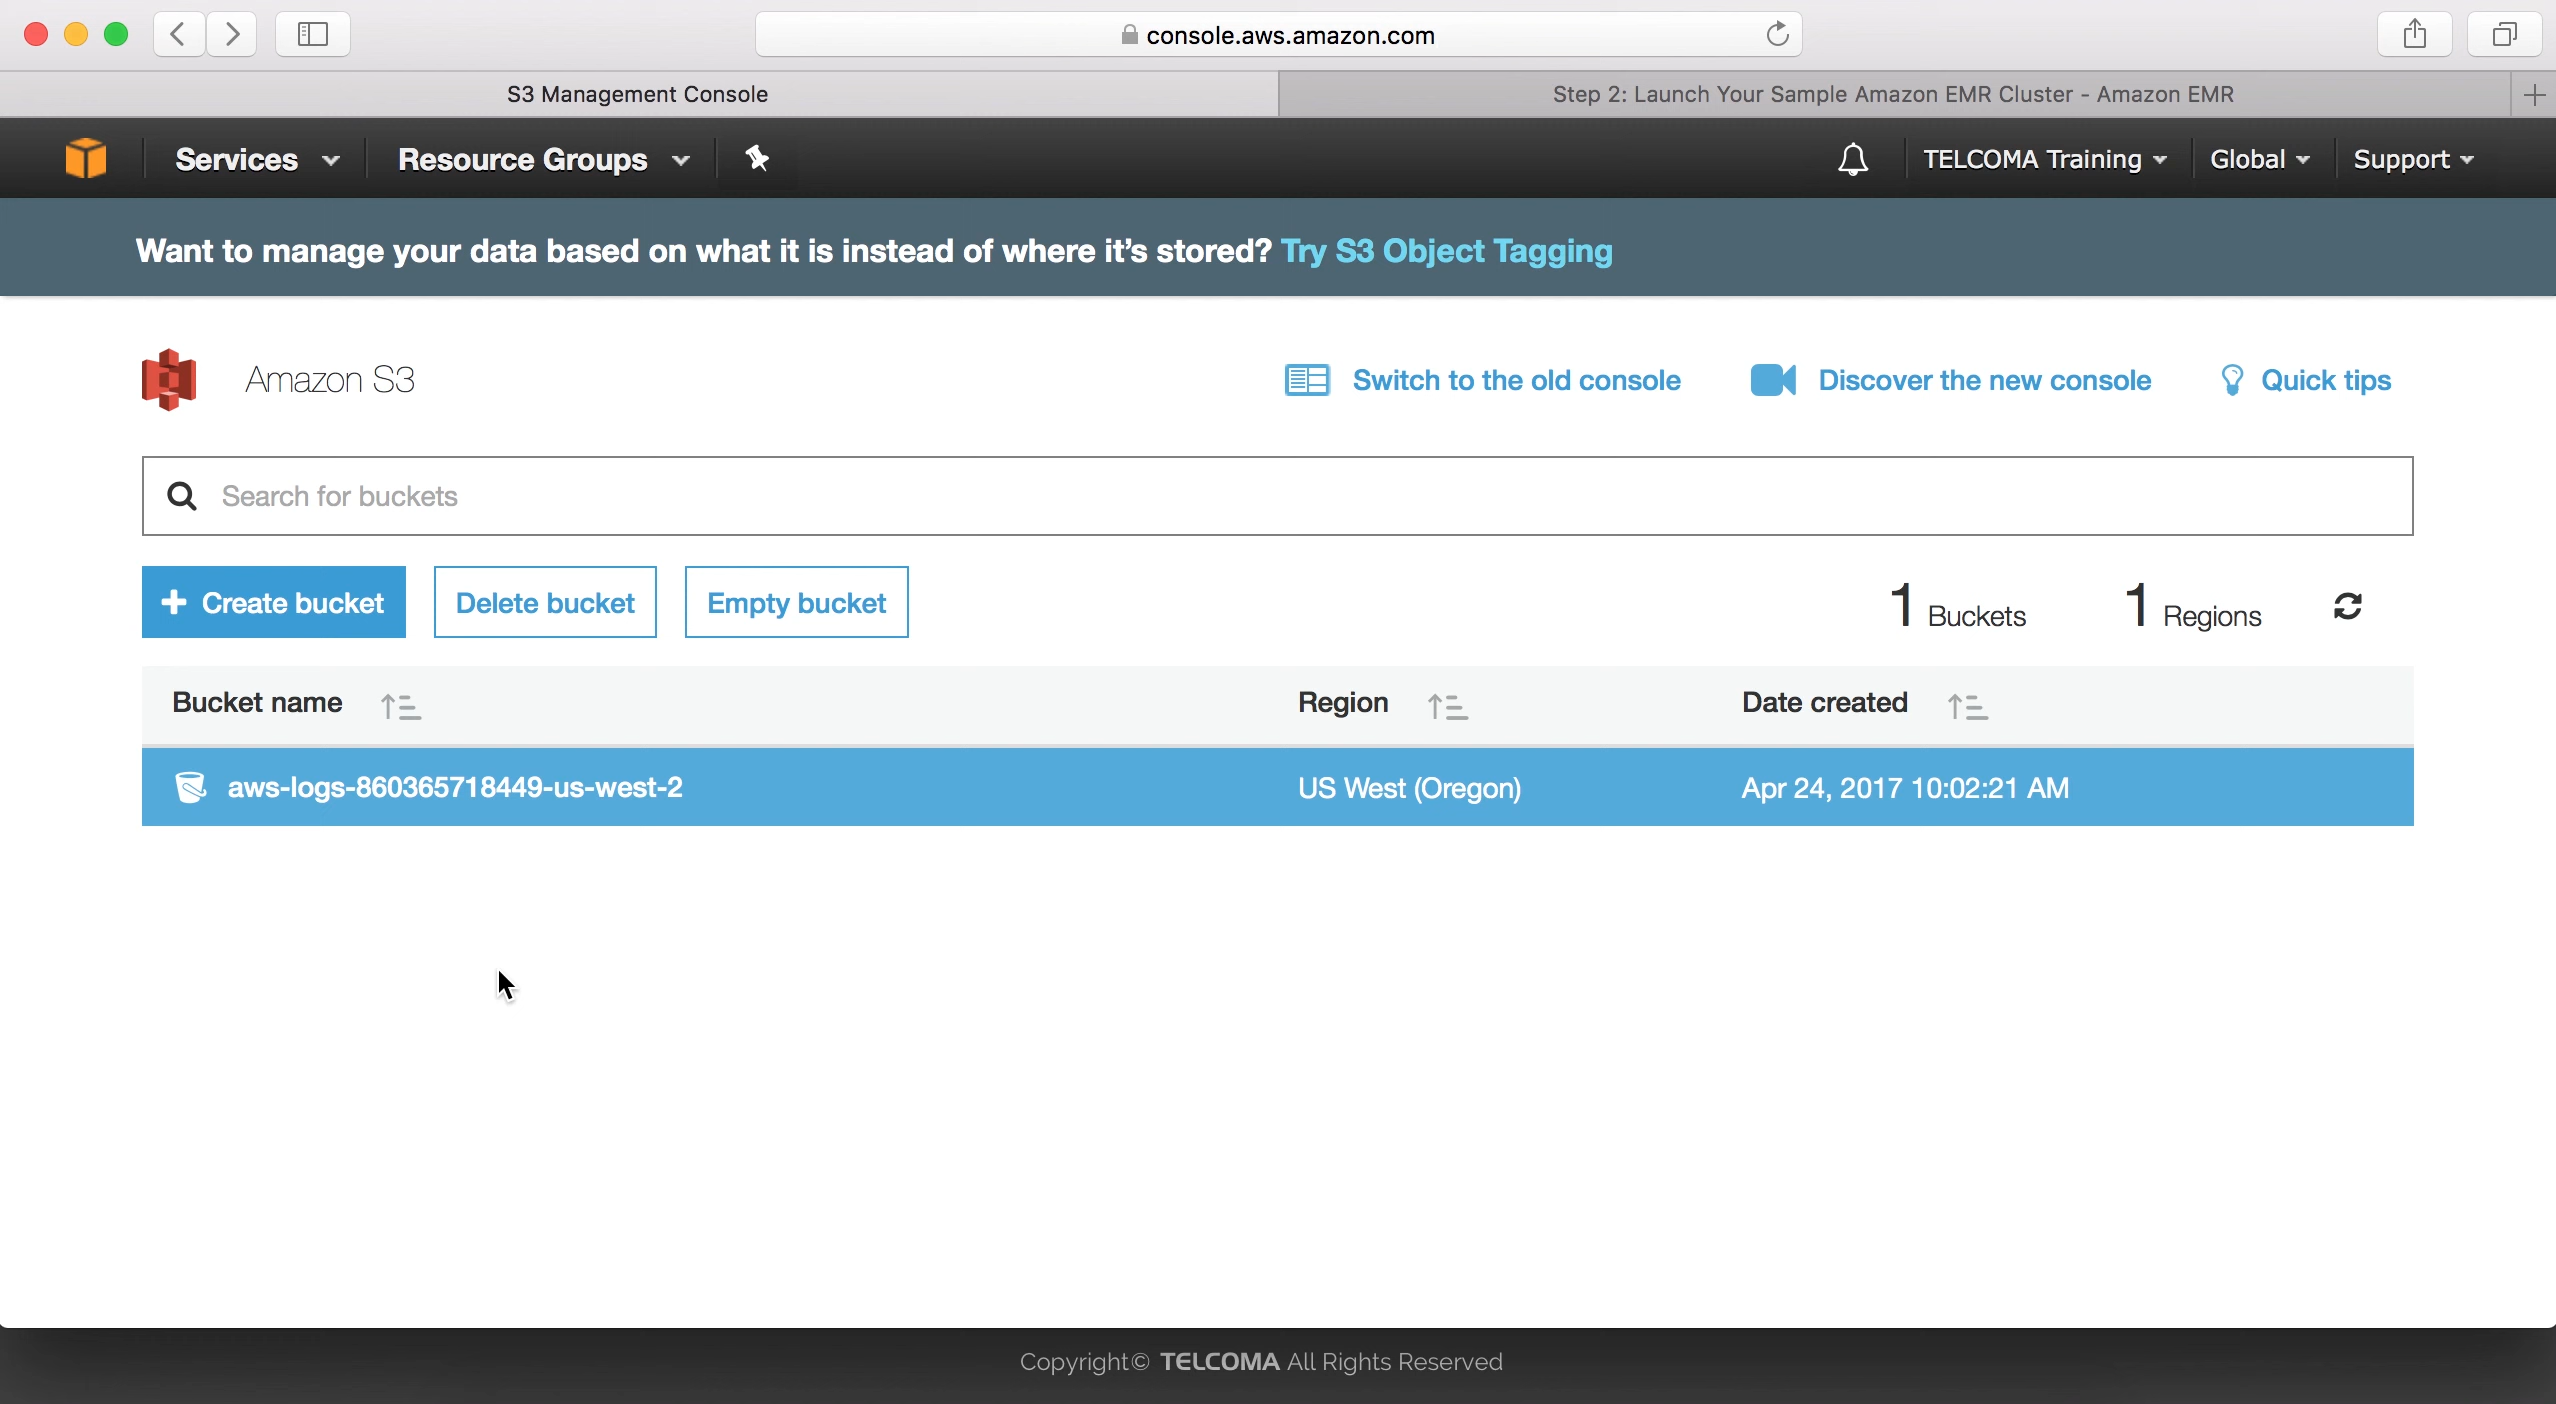 console.aws.amazon.com
S3 Management Console
Step 2: Launch Your Sample Amazon EMR Cluster - Amazon EMR
Services
Resource Groups
TELCOMA Training
Global
Support
Want to manage your data based on what it is instead of where it's stored? Try S3 Object Tagging
Amazon S3
Switch to the old console
Discover the new console
Quick tips
Search for buckets
Create bucket
Delete bucket
Empty bucket
1 Buckets
1 Regions
Bucket name
Region
Date created
aws-logs-860365718449-us-west-2
US West (Oregon)
Apr 24, 2017 10:02:21 AM
Copyright© TELCOMA All Rights Reserved